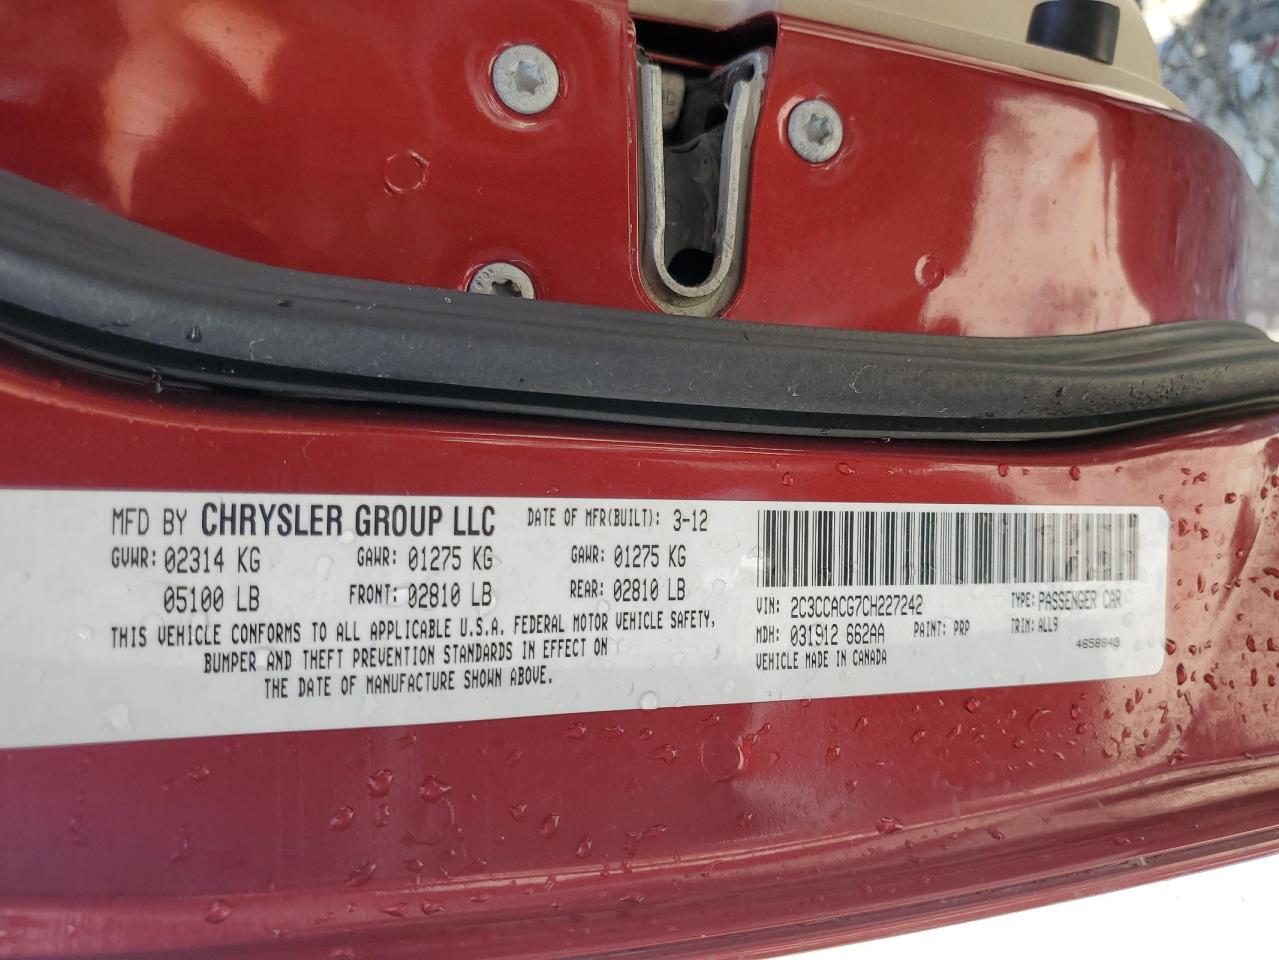 MFD BY CHRYSLER GROUP LLC DATE OF MFR(BUILT): 3-12
GVWR: 02314 KG GAWR: 01275 KG GAWR: 01275 KG
05100 LB FRONT: 02810 LB REAR: 02810 LB
THIS VEHICLE CONFORMS TO ALL APPLICABLE U.S.A. FEDERAL MOTOR VEHICLE SAFETY,
BUMPER AND THEFT PREVENTION STANDARDS IN EFFECT ON
THE DATE OF MANUFACTURE SHOWN ABOVE.
VIN: 2C3CCACG7CH227242 TYPE: PASSENGER CAR
MDH: 031912 662AA PAINT: PRP TRIM: ALL9
VEHICLE MADE IN CANADA 4658843